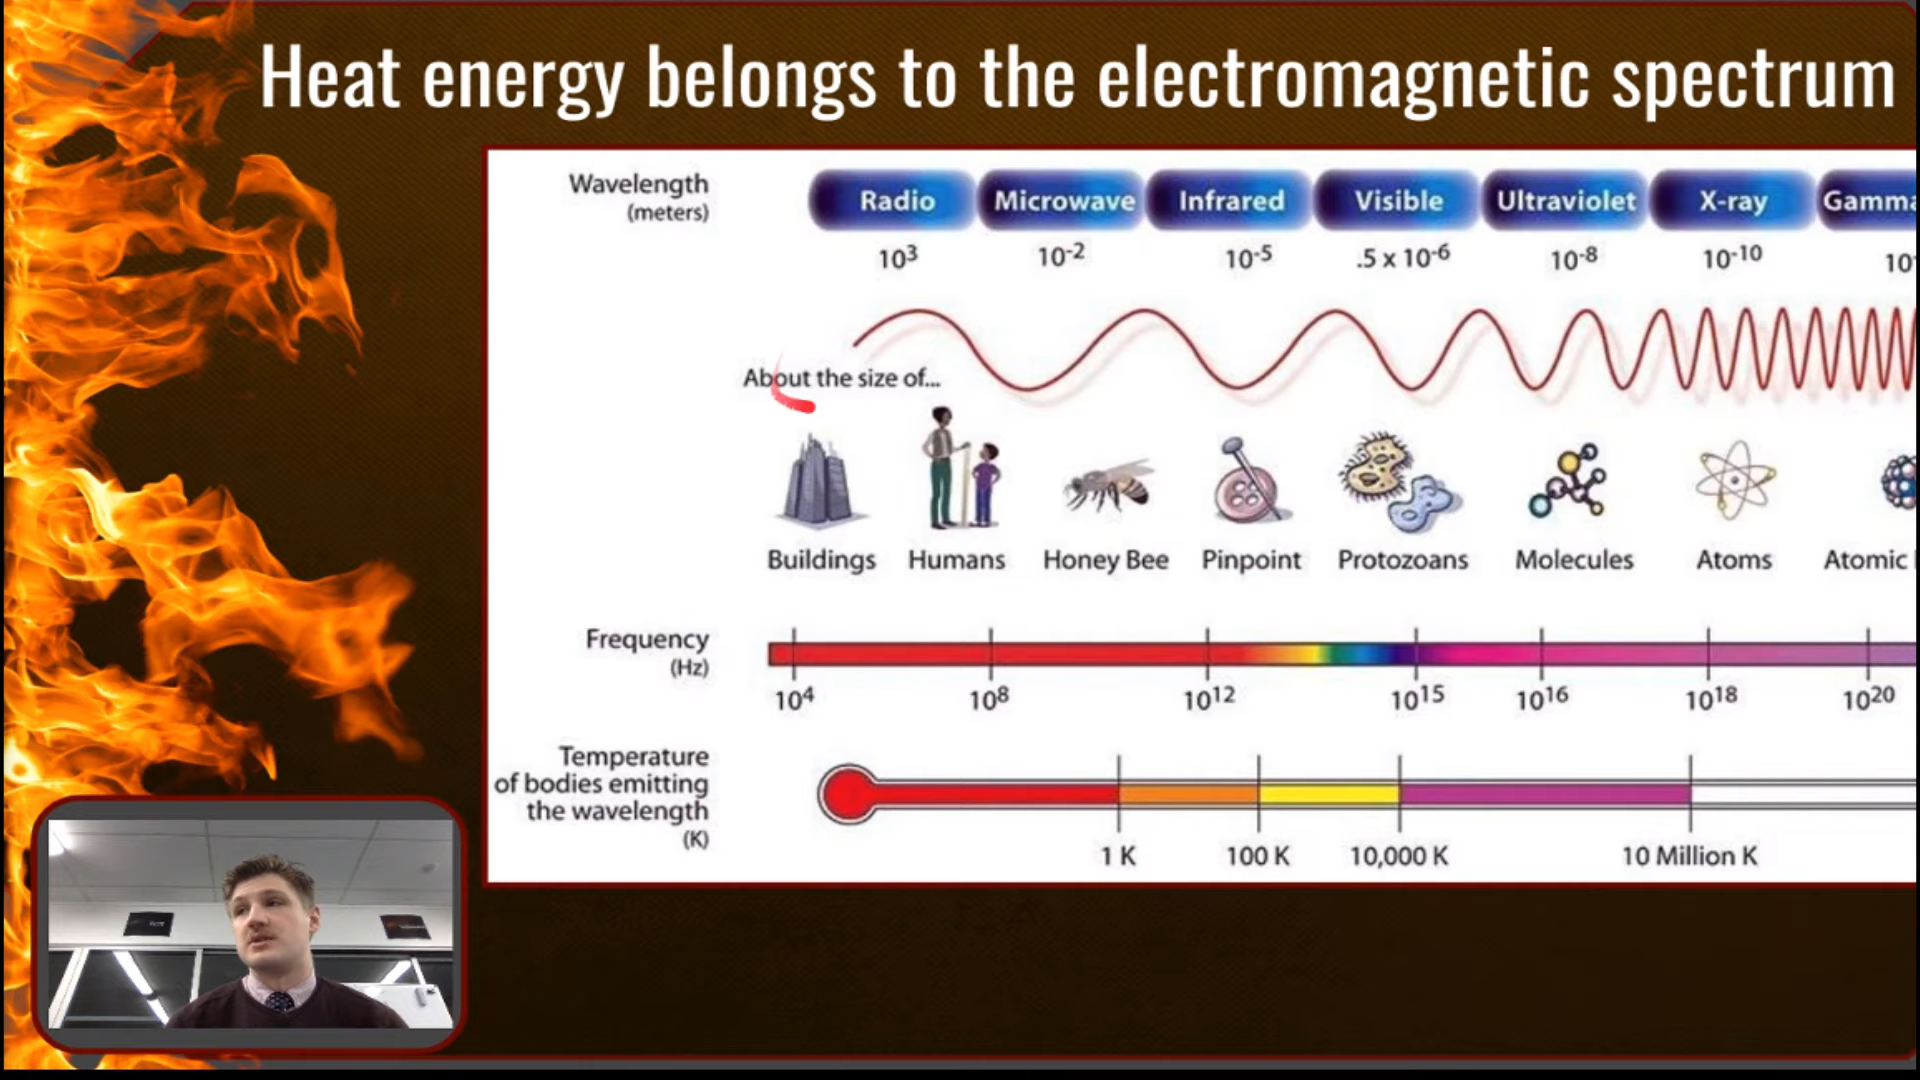 Heat energy belongs to the electromagnetic spectrum
Wavelength
(meters)
Radio Microwave Infrared Visible Ultraviolet X-ray Gamma
10³ 10⁻² 10⁻⁵ .5 x 10⁻⁶ 10⁻⁸ 10⁻¹⁰ 10⁻
About the size of...
Buildings Humans Honey Bee Pinpoint Protozoans Molecules Atoms Atomic
Frequency
(Hz)
10⁴ 10⁸ 10¹² 10¹⁵ 10¹⁶ 10¹⁸ 10²⁰
Temperature
of bodies emitting
the wavelength
(K)
1 K 100 K 10,000 K 10 Million K